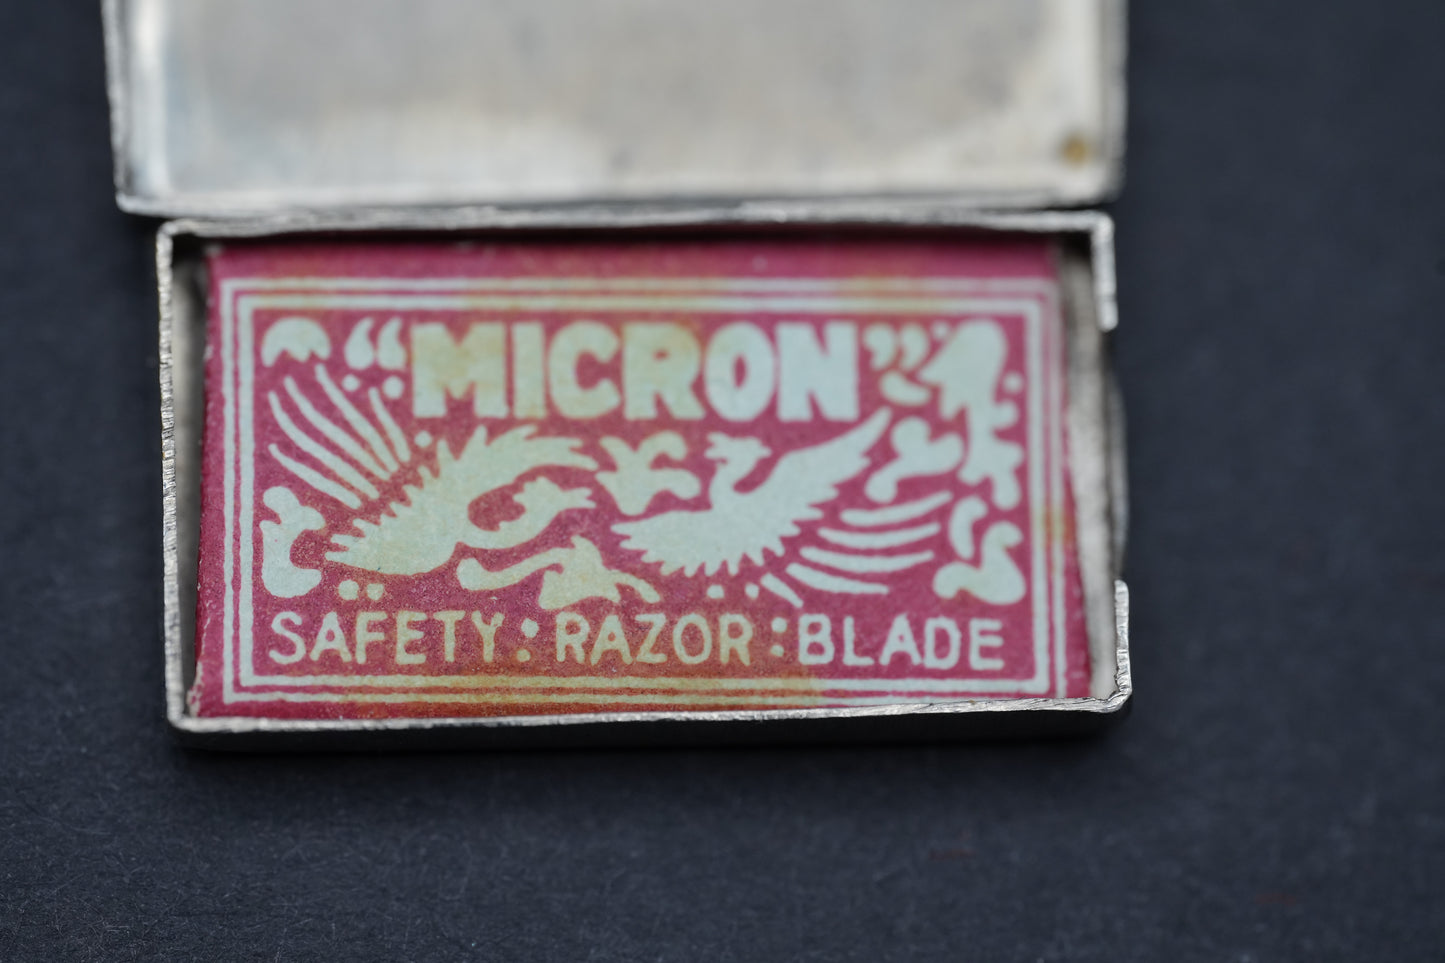 “MICRON”
SAFETY : RAZOR : BLADE